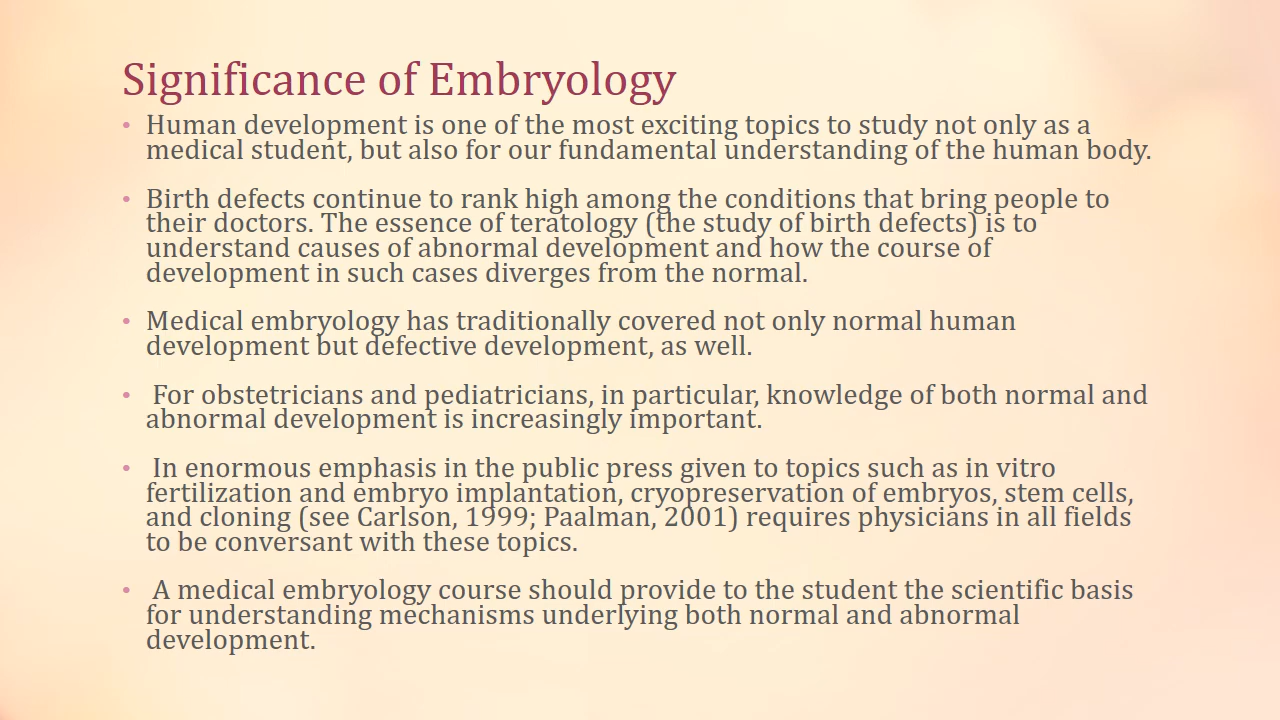 Significance of Embryology
• Human development is one of the most exciting topics to study not only as a
medical student, but also for our fundamental understanding of the human body.
• Birth defects continue to rank high among the conditions that bring people to
their doctors. The essence of teratology (the study of birth defects) is to
understand causes of abnormal development and how the course of
development in such cases diverges from the normal.
• Medical embryology has traditionally covered not only normal human
development but defective development, as well.
• For obstetricians and pediatricians, in particular, knowledge of both normal and
abnormal development is increasingly important.
• In enormous emphasis in the public press given to topics such as in vitro
fertilization and embryo implantation, cryopreservation of embryos, stem cells,
and cloning (see Carlson, 1999; Paalman, 2001) requires physicians in all fields
to be conversant with these topics.
• A medical embryology course should provide to the student the scientific basis
for understanding mechanisms underlying both normal and abnormal
development.